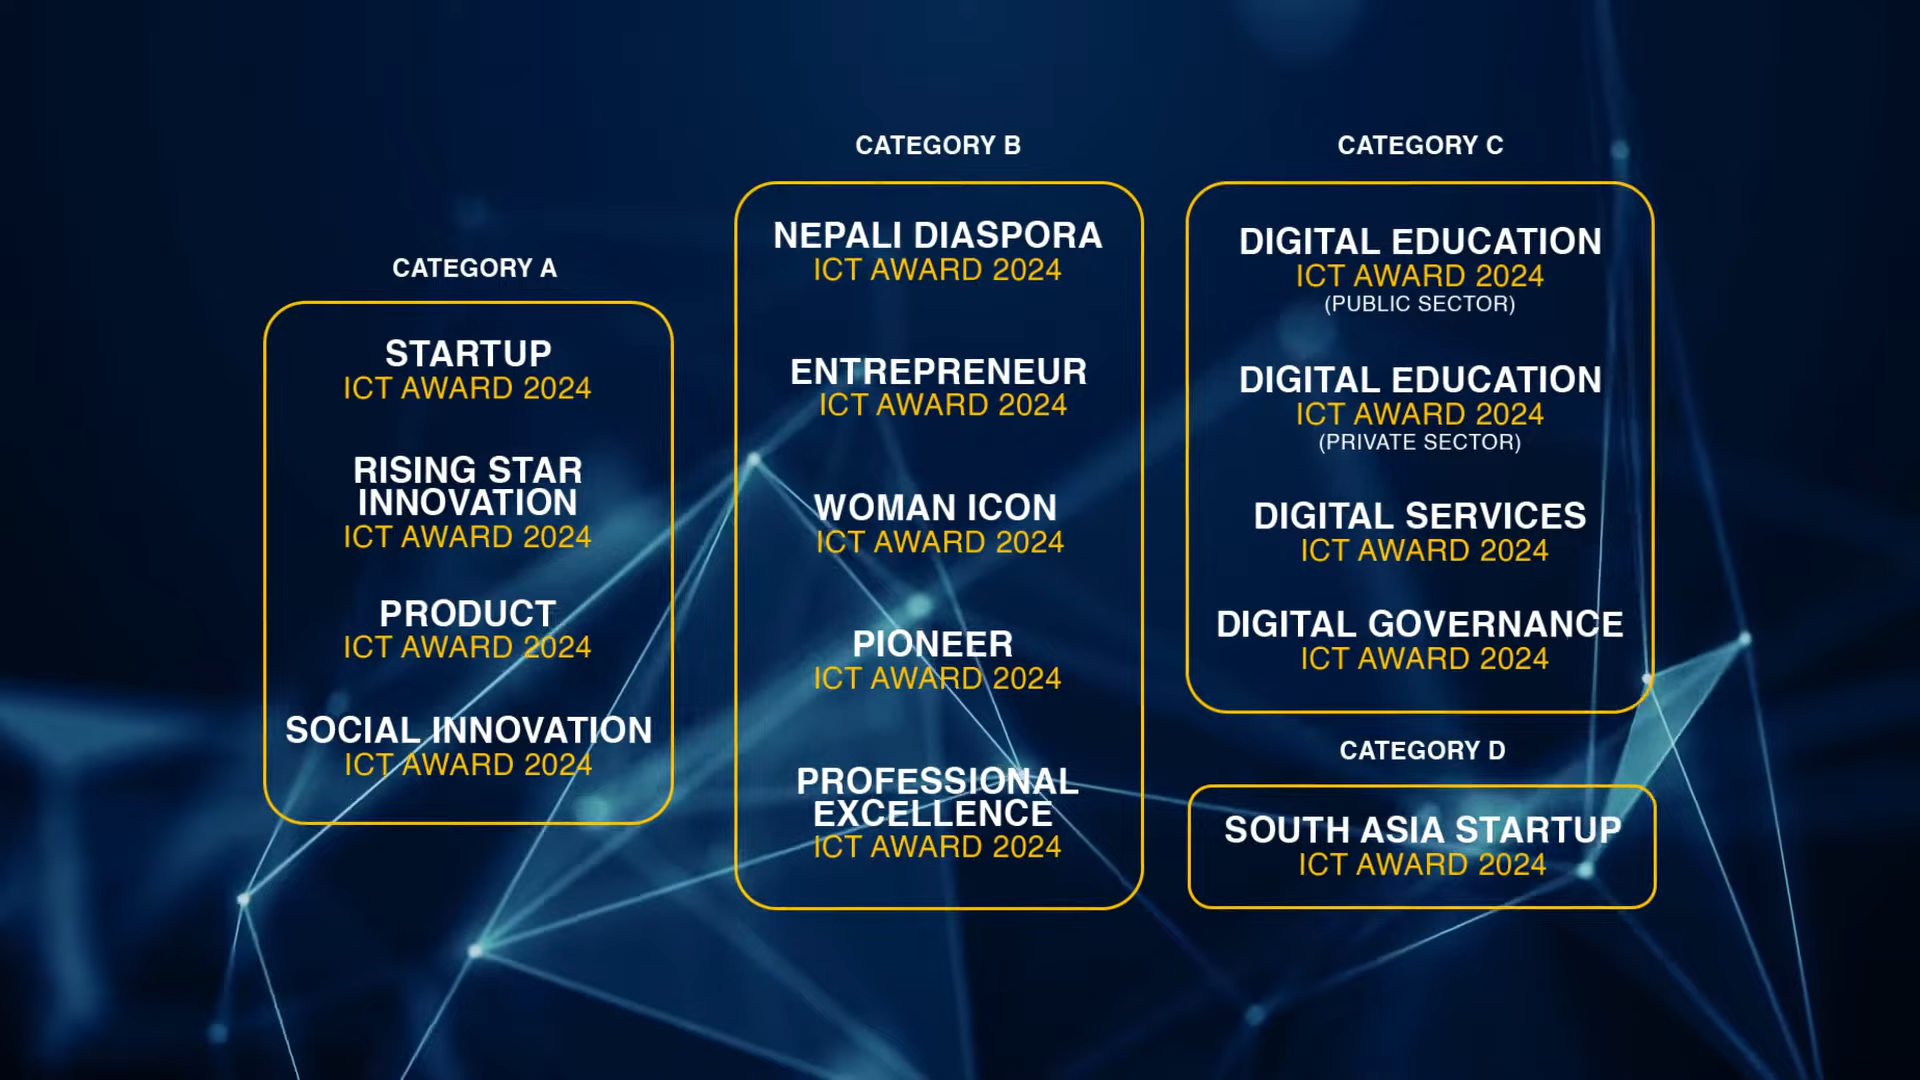 CATEGORY A
STARTUP
ICT AWARD 2024
RISING STAR
INNOVATION
ICT AWARD 2024
PRODUCT
ICT AWARD 2024
SOCIAL INNOVATION
ICT AWARD 2024
CATEGORY B
NEPALI DIASPORA
ICT AWARD 2024
ENTREPRENEUR
ICT AWARD 2024
WOMAN ICON
ICT AWARD 2024
PIONEER
ICT AWARD 2024
PROFESSIONAL
EXCELLENCE
ICT AWARD 2024
CATEGORY C
DIGITAL EDUCATION
ICT AWARD 2024
(PUBLIC SECTOR)
DIGITAL EDUCATION
ICT AWARD 2024
(PRIVATE SECTOR)
DIGITAL SERVICES
ICT AWARD 2024
DIGITAL GOVERNANCE
ICT AWARD 2024
CATEGORY D
SOUTH ASIA STARTUP
ICT AWARD 2024